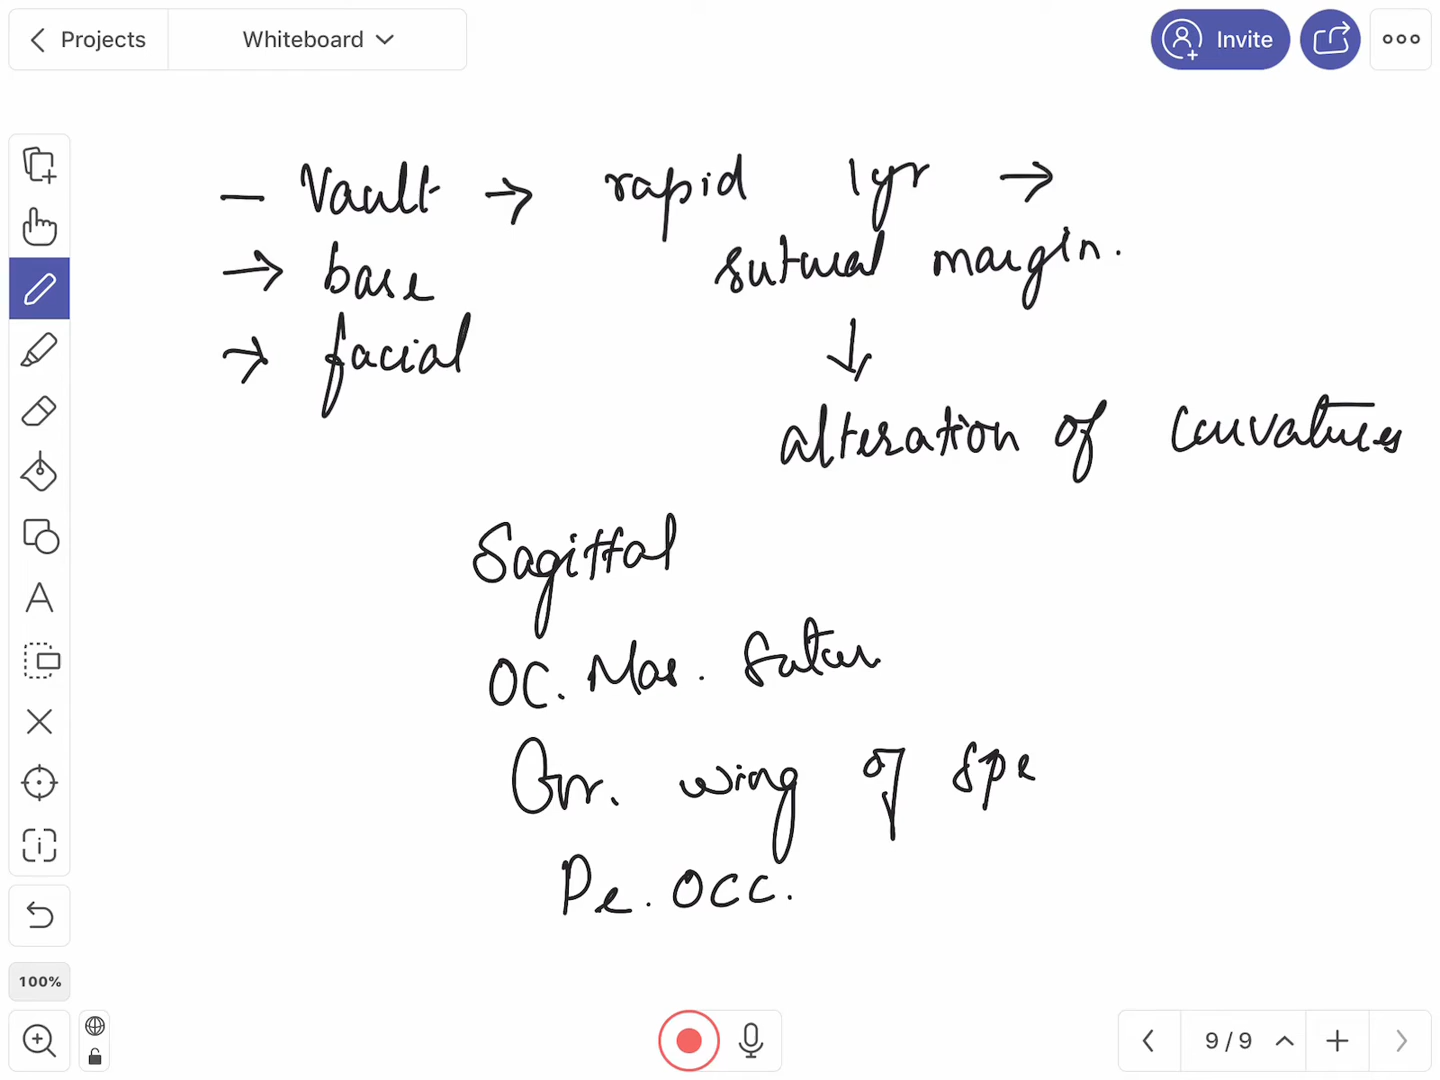 Projects
Whiteboard
Invite
- Vault → rapid 1yr →
→ base sutural margin.
→ facial ↓
alteration of curvatures
Sagittal
OC. Mas. Sutur
Grr. wing of spe
Pe. OCC.
100%
9 / 9